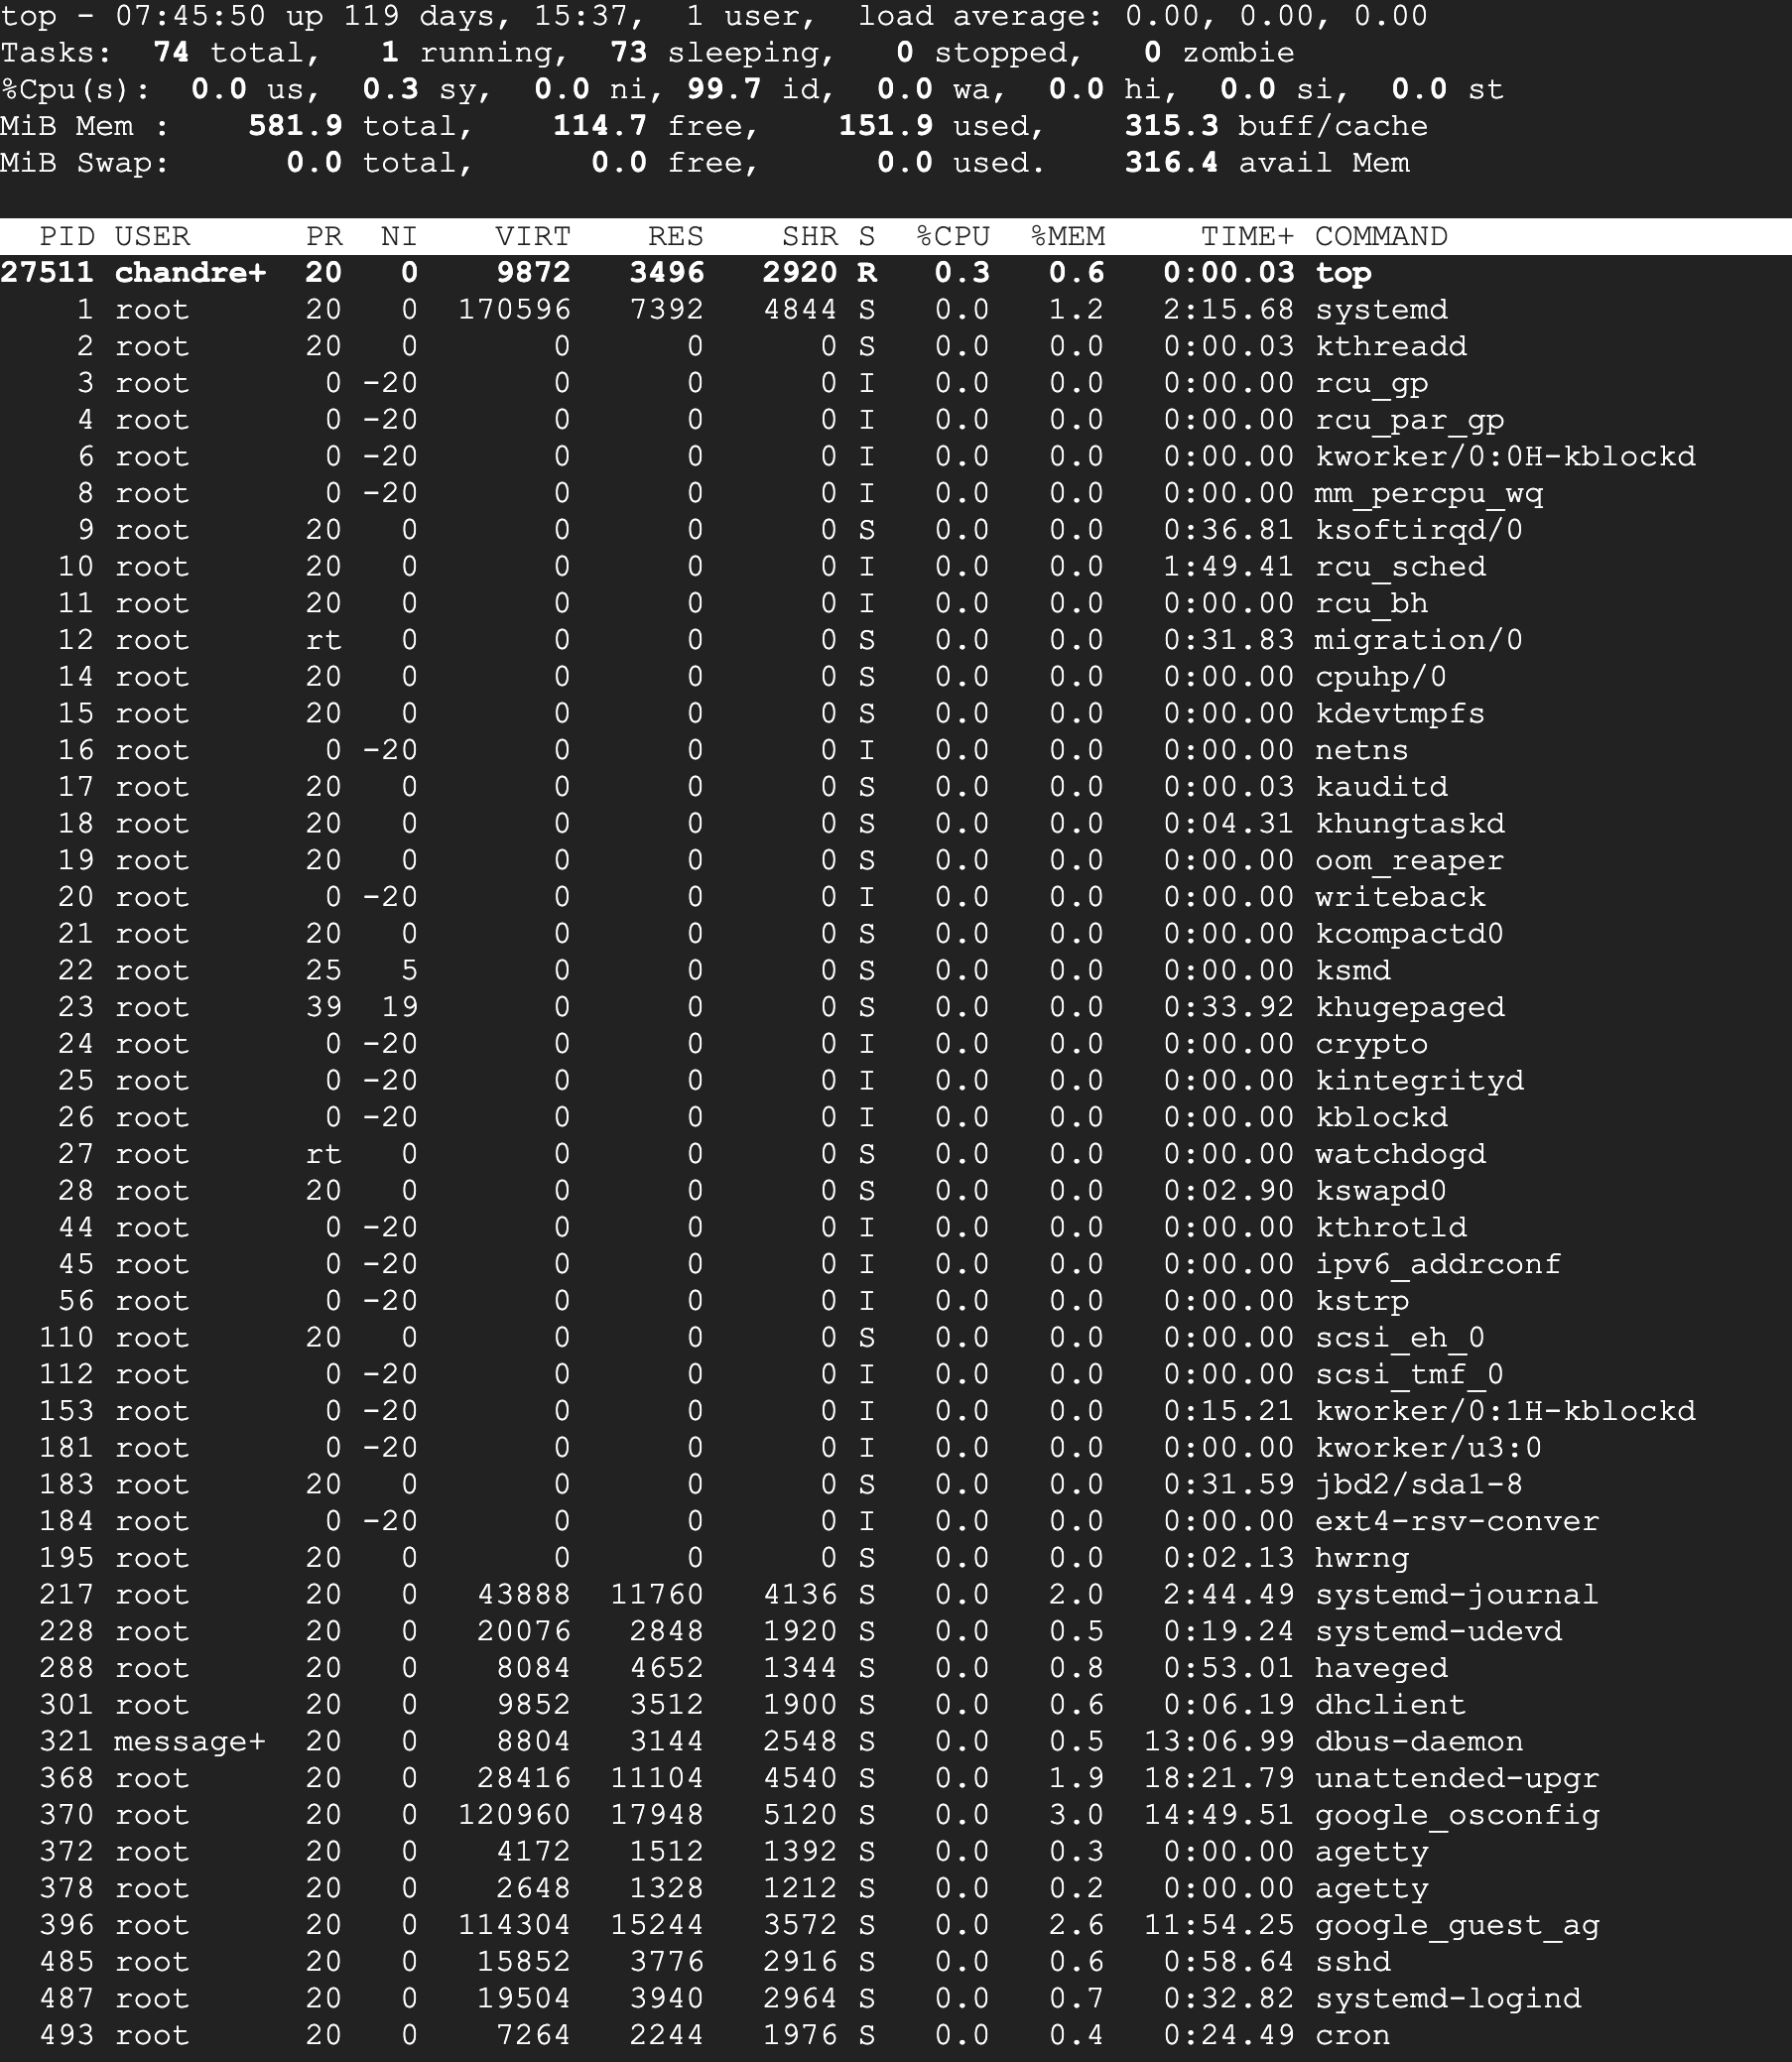 top - 07:45:50 up 119 days, 15:37,  1 user,  load average: 0.00, 0.00, 0.00
Tasks:  74 total,   1 running,  73 sleeping,   0 stopped,   0 zombie
%Cpu(s):  0.0 us,  0.3 sy,  0.0 ni, 99.7 id,  0.0 wa,  0.0 hi,  0.0 si,  0.0 st
MiB Mem :    581.9 total,    114.7 free,    151.9 used,    315.3 buff/cache
MiB Swap:      0.0 total,      0.0 free,      0.0 used.    316.4 avail Mem
  PID USER      PR  NI    VIRT    RES    SHR S  %CPU  %MEM     TIME+ COMMAND
27511 chandre+  20   0    9872   3496   2920 R   0.3   0.6   0:00.03 top
    1 root      20   0  170596   7392   4844 S   0.0   1.2   2:15.68 systemd
    2 root      20   0       0      0      0 S   0.0   0.0   0:00.03 kthreadd
    3 root       0 -20       0      0      0 I   0.0   0.0   0:00.00 rcu_gp
    4 root       0 -20       0      0      0 I   0.0   0.0   0:00.00 rcu_par_gp
    6 root       0 -20       0      0      0 I   0.0   0.0   0:00.00 kworker/0:0H-kblockd
    8 root       0 -20       0      0      0 I   0.0   0.0   0:00.00 mm_percpu_wq
    9 root      20   0       0      0      0 S   0.0   0.0   0:36.81 ksoftirqd/0
   10 root      20   0       0      0      0 I   0.0   0.0   1:49.41 rcu_sched
   11 root      20   0       0      0      0 I   0.0   0.0   0:00.00 rcu_bh
   12 root      rt   0       0      0      0 S   0.0   0.0   0:31.83 migration/0
   14 root      20   0       0      0      0 S   0.0   0.0   0:00.00 cpuhp/0
   15 root      20   0       0      0      0 S   0.0   0.0   0:00.00 kdevtmpfs
   16 root       0 -20       0      0      0 I   0.0   0.0   0:00.00 netns
   17 root      20   0       0      0      0 S   0.0   0.0   0:00.03 kauditd
   18 root      20   0       0      0      0 S   0.0   0.0   0:04.31 khungtaskd
   19 root      20   0       0      0      0 S   0.0   0.0   0:00.00 oom_reaper
   20 root       0 -20       0      0      0 I   0.0   0.0   0:00.00 writeback
   21 root      20   0       0      0      0 S   0.0   0.0   0:00.00 kcompactd0
   22 root      25   5       0      0      0 S   0.0   0.0   0:00.00 ksmd
   23 root      39  19       0      0      0 S   0.0   0.0   0:33.92 khugepaged
   24 root       0 -20       0      0      0 I   0.0   0.0   0:00.00 crypto
   25 root       0 -20       0      0      0 I   0.0   0.0   0:00.00 kintegrityd
   26 root       0 -20       0      0      0 I   0.0   0.0   0:00.00 kblockd
   27 root      rt   0       0      0      0 S   0.0   0.0   0:00.00 watchdogd
   28 root      20   0       0      0      0 S   0.0   0.0   0:02.90 kswapd0
   44 root       0 -20       0      0      0 I   0.0   0.0   0:00.00 kthrotld
   45 root       0 -20       0      0      0 I   0.0   0.0   0:00.00 ipv6_addrconf
   56 root       0 -20       0      0      0 I   0.0   0.0   0:00.00 kstrp
  110 root      20   0       0      0      0 S   0.0   0.0   0:00.00 scsi_eh_0
  112 root       0 -20       0      0      0 I   0.0   0.0   0:00.00 scsi_tmf_0
  153 root       0 -20       0      0      0 I   0.0   0.0   0:15.21 kworker/0:1H-kblockd
  181 root       0 -20       0      0      0 I   0.0   0.0   0:00.00 kworker/u3:0
  183 root      20   0       0      0      0 S   0.0   0.0   0:31.59 jbd2/sda1-8
  184 root       0 -20       0      0      0 I   0.0   0.0   0:00.00 ext4-rsv-conver
  195 root      20   0       0      0      0 S   0.0   0.0   0:02.13 hwrng
  217 root      20   0   43888  11760   4136 S   0.0   2.0   2:44.49 systemd-journal
  228 root      20   0   20076   2848   1920 S   0.0   0.5   0:19.24 systemd-udevd
  288 root      20   0    8084   4652   1344 S   0.0   0.8   0:53.01 haveged
  301 root      20   0    9852   3512   1900 S   0.0   0.6   0:06.19 dhclient
  321 message+  20   0    8804   3144   2548 S   0.0   0.5  13:06.99 dbus-daemon
  368 root      20   0   28416  11104   4540 S   0.0   1.9  18:21.79 unattended-upgr
  370 root      20   0  120960  17948   5120 S   0.0   3.0  14:49.51 google_osconfig
  372 root      20   0    4172   1512   1392 S   0.0   0.3   0:00.00 agetty
  378 root      20   0    2648   1328   1212 S   0.0   0.2   0:00.00 agetty
  396 root      20   0  114304  15244   3572 S   0.0   2.6  11:54.25 google_guest_ag
  485 root      20   0   15852   3776   2916 S   0.0   0.6   0:58.64 sshd
  487 root      20   0   19504   3940   2964 S   0.0   0.7   0:32.82 systemd-logind
  493 root      20   0    7264   2244   1976 S   0.0   0.4   0:24.49 cron